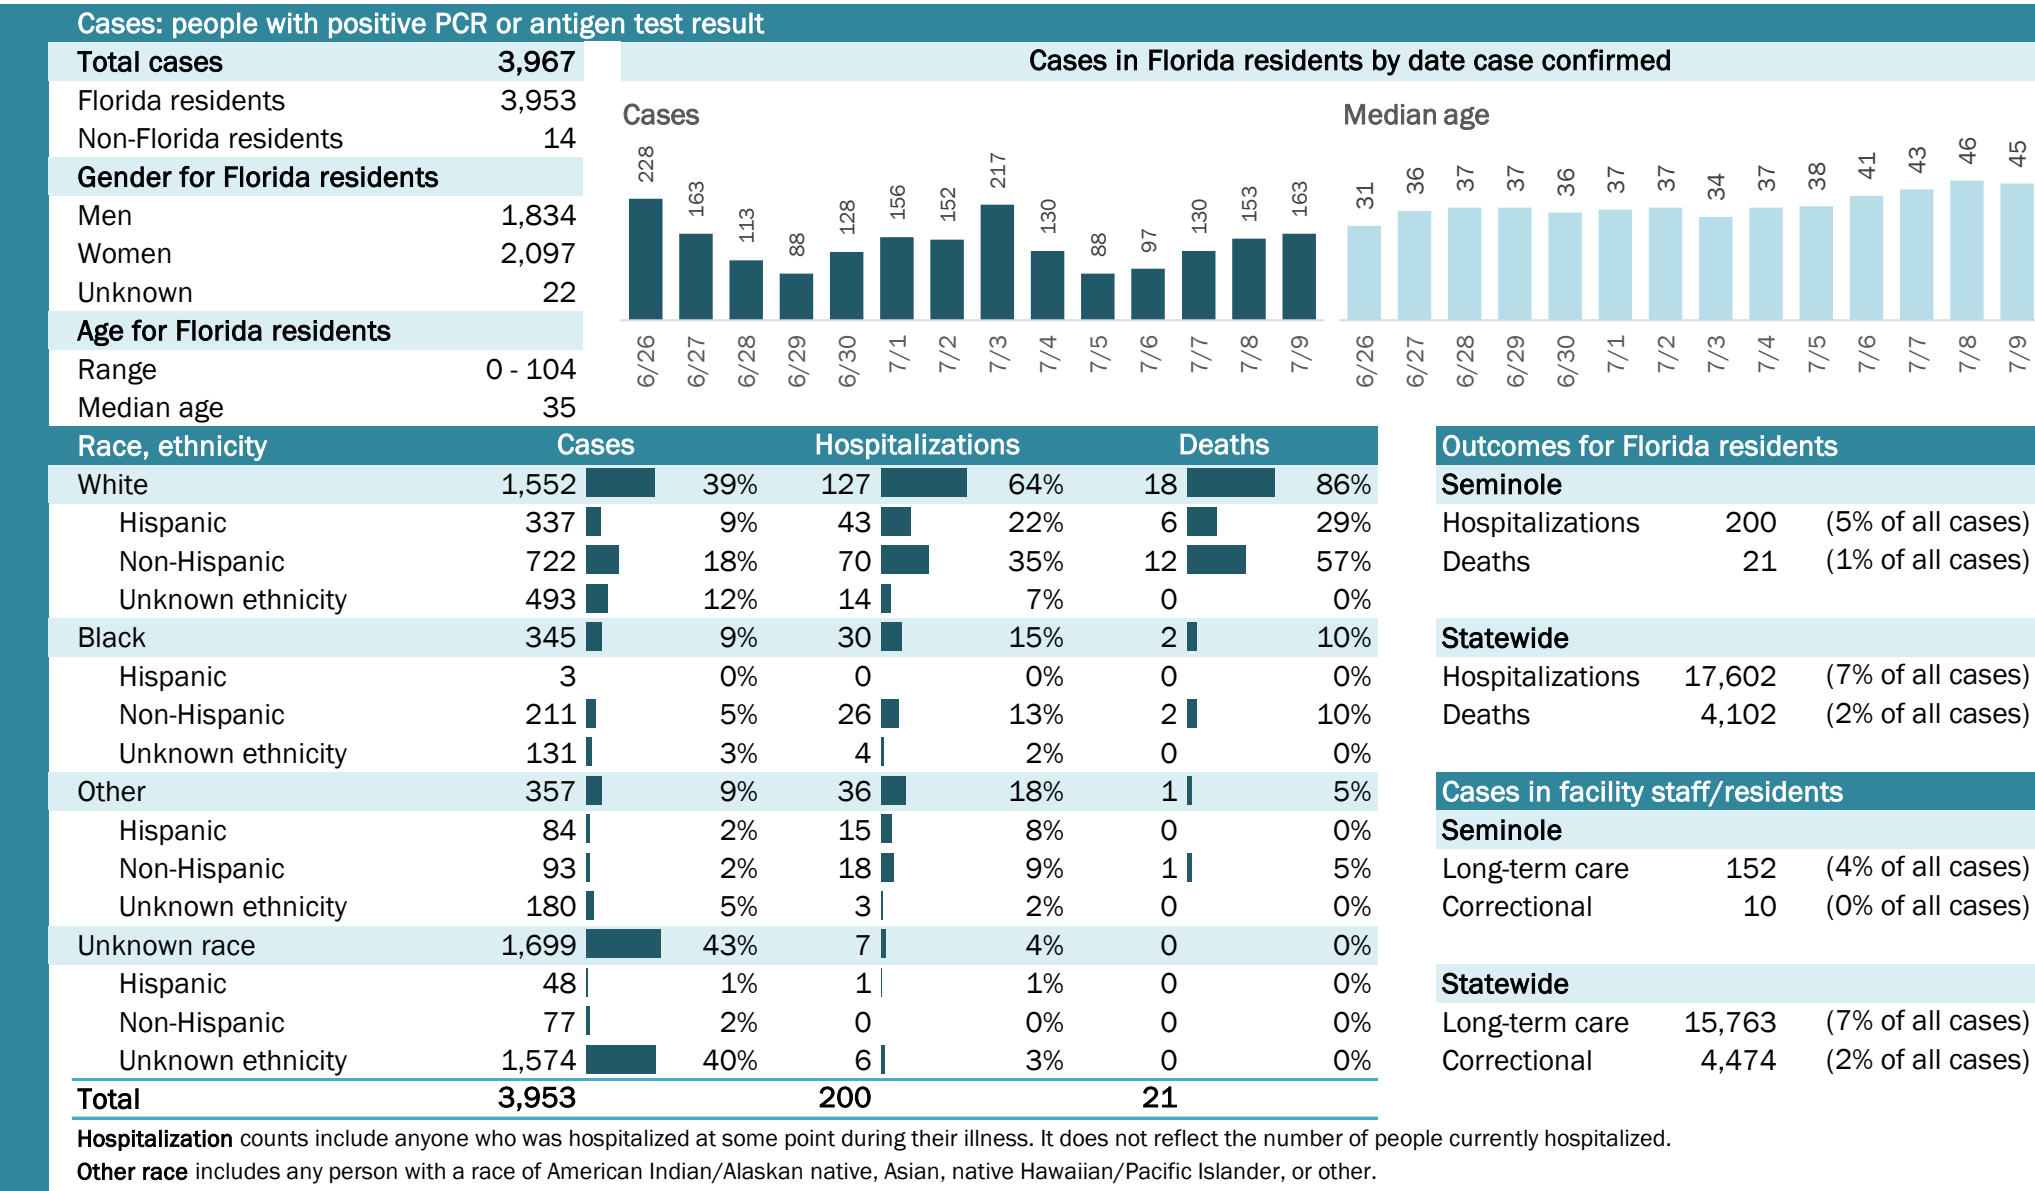 Cases: people with positive PCR or antigen test result
Total cases 3,967
Florida residents 3,953
Non-Florida residents 14
Gender for Florida residents
Men 1,834
Women 2,097
Unknown 22
Age for Florida residents
Range 0 - 104
Median age 35
Cases in Florida residents by date case confirmed
Cases
228 163 113 88 128 156 152 217 130 88 97 130 153 163
6/26 6/27 6/28 6/29 6/30 7/1 7/2 7/3 7/4 7/5 7/6 7/7 7/8 7/9
Median age
31 36 37 37 36 37 37 34 37 38 41 43 46 45
6/26 6/27 6/28 6/29 6/30 7/1 7/2 7/3 7/4 7/5 7/6 7/7 7/8 7/9
Race, ethnicity Cases Hospitalizations Deaths
White 1,552 39% 127 64% 18 86%
Hispanic 337 9% 43 22% 6 29%
Non-Hispanic 722 18% 70 35% 12 57%
Unknown ethnicity 493 12% 14 7% 0 0%
Black 345 9% 30 15% 2 10%
Hispanic 3 0% 0 0% 0 0%
Non-Hispanic 211 5% 26 13% 2 10%
Unknown ethnicity 131 3% 4 2% 0 0%
Other 357 9% 36 18% 1 5%
Hispanic 84 2% 15 8% 0 0%
Non-Hispanic 93 2% 18 9% 1 5%
Unknown ethnicity 180 5% 3 2% 0 0%
Unknown race 1,699 43% 7 4% 0 0%
Hispanic 48 1% 1 1% 0 0%
Non-Hispanic 77 2% 0 0% 0 0%
Unknown ethnicity 1,574 40% 6 3% 0 0%
Total 3,953 200 21
Outcomes for Florida residents
Seminole
Hospitalizations 200 (5% of all cases)
Deaths 21 (1% of all cases)
Statewide
Hospitalizations 17,602 (7% of all cases)
Deaths 4,102 (2% of all cases)
Cases in facility staff/residents
Seminole
Long-term care 152 (4% of all cases)
Correctional 10 (0% of all cases)
Statewide
Long-term care 15,763 (7% of all cases)
Correctional 4,474 (2% of all cases)
Hospitalization counts include anyone who was hospitalized at some point during their illness. It does not reflect the number of people currently hospitalized.
Other race includes any person with a race of American Indian/Alaskan native, Asian, native Hawaiian/Pacific Islander, or other.